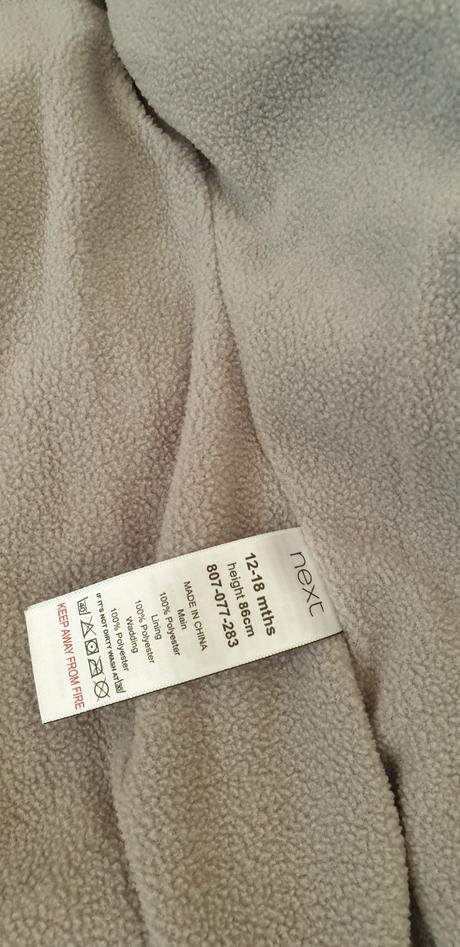 next
12-18 mths
height 86cm
807-077-283
MADE IN CHINA
Main
100% Polyester
Lining
100% Polyester
Wadding
100% Polyester
IF IT'S NOT DIRTY WASH AT 30
KEEP AWAY FROM FIRE